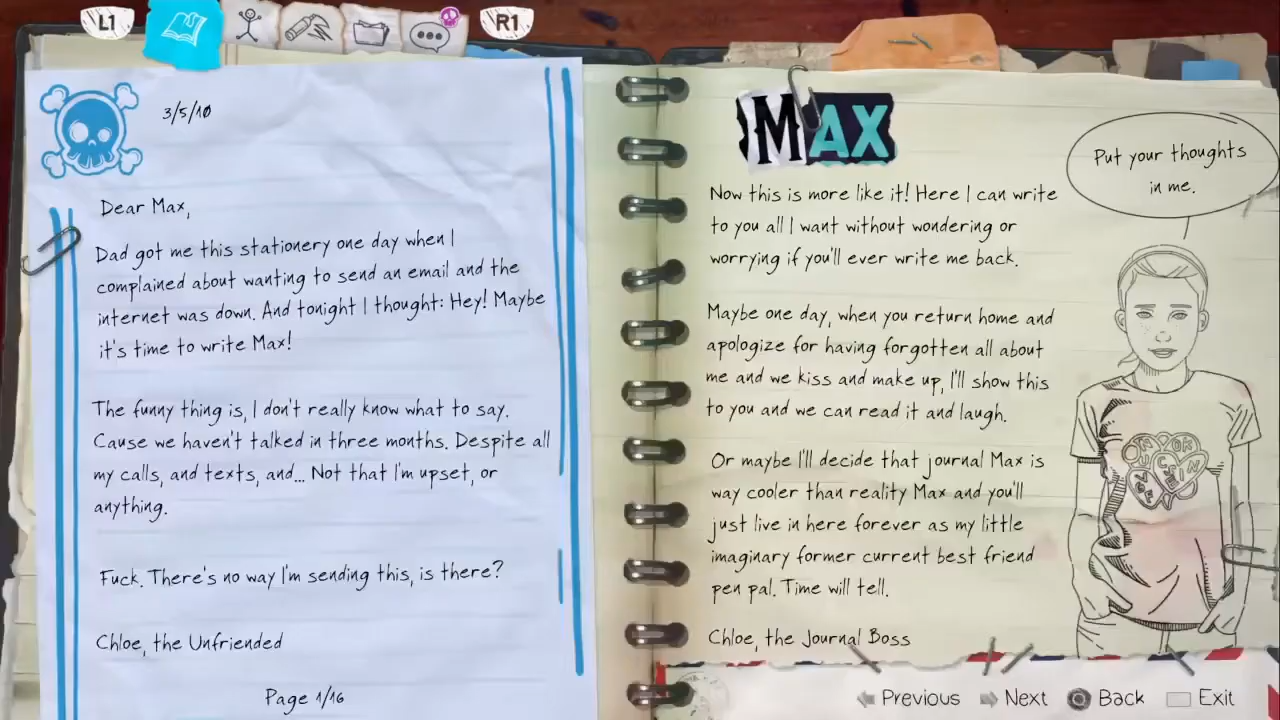 L1
R1
3/5/10
Dear Max,
Dad got me this stationery one day when I
complained about wanting to send an email and the
internet was down. And tonight I thought: Hey! Maybe
it's time to write Max!
The funny thing is, I don't really know what to say.
Cause we haven't talked in three months. Despite all
my calls, and texts, and... Not that I'm upset, or
anything.
Fuck. There's no way I'm sending this, is there?
Chloe, the Unfriended
Page 1/16
MAX
Now this is more like it! Here I can write
to you all I want without wondering or
worrying if you'll ever write me back.
Maybe one day, when you return home and
apologize for having forgotten all about
me and we kiss and make up, I'll show this
to you and we can read it and laugh.
Or maybe I'll decide that journal Max is
way cooler than reality Max and you'll
just live in here forever as my little
imaginary former current best friend
pen pal. Time will tell.
Chloe, the Journal Boss
Put your thoughts
in me.
Previous
Next
Back
Exit